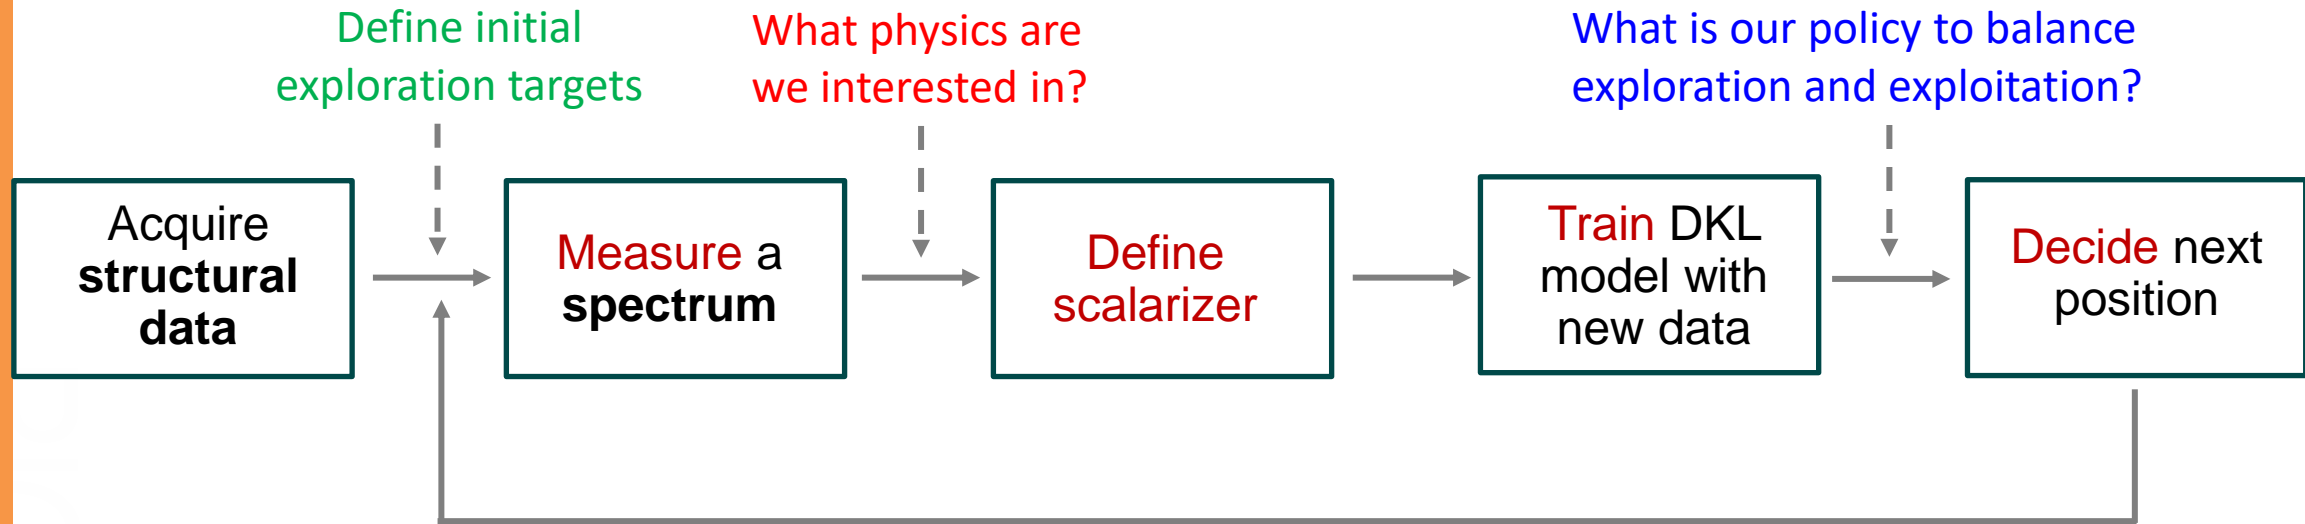 Define initial
exploration targets
What physics are
we interested in?
What is our policy to balance
exploration and exploitation?
Acquire
structural
data
Measure a
spectrum
Define
scalarizer
Train DKL
model with
new data
Decide next
position